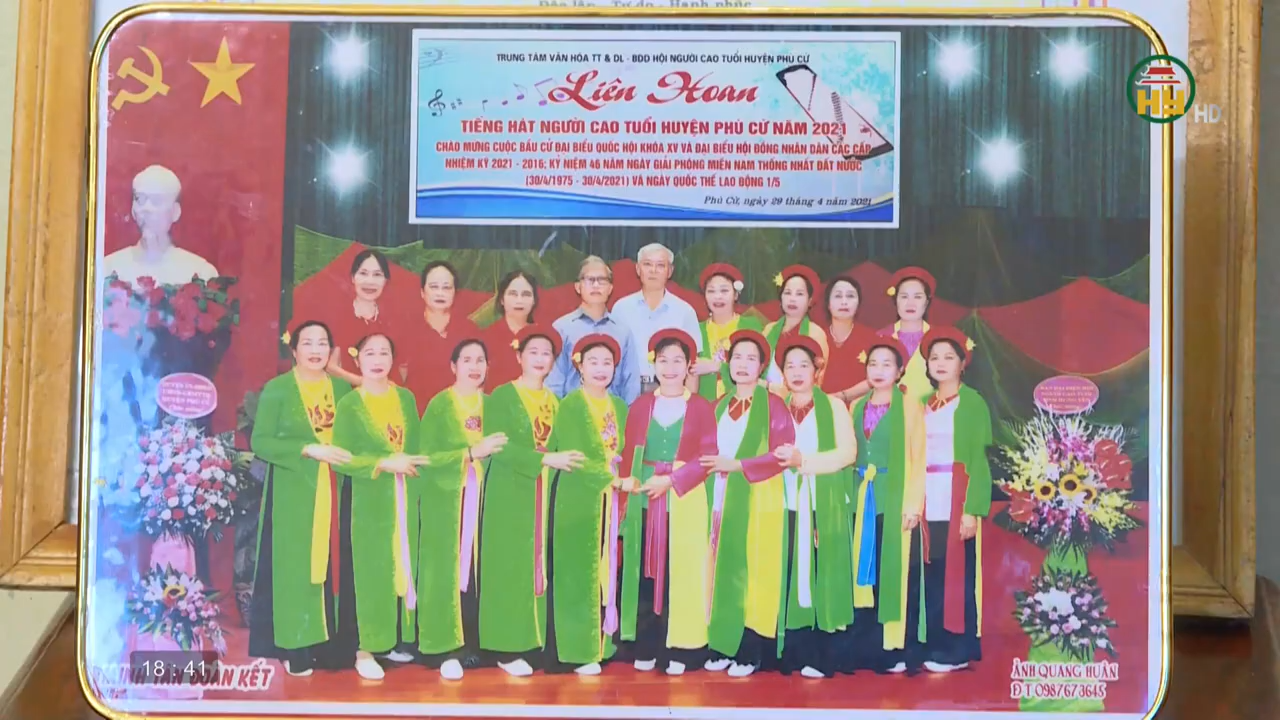 Độc lập - Tự do - Hạnh phúc
TRUNG TÂM VĂN HÓA TT & DL - BDD HỘI NGƯỜI CAO TUỔI HUYỆN PHÙ CỪ
Liên Hoan
TIẾNG HÁT NGƯỜI CAO TUỔI HUYỆN PHÙ CỪ NĂM 2021
CHÀO MỪNG CUỘC BẦU CỬ ĐẠI BIỂU QUỐC HỘI KHÓA XV VÀ ĐẠI BIỂU HỘI ĐỒNG NHÂN DÂN CÁC CẤP
NHIỆM KỲ 2021 - 2016; KỶ NIỆM 46 NĂM NGÀY GIẢI PHÓNG MIỀN NAM THỐNG NHẤT ĐẤT NƯỚC
(30/4/1975 - 30/4/2021) VÀ NGÀY QUỐC TẾ LAO ĐỘNG 1/5
Phù Cừ, ngày 29 tháng 4 năm 2021
HY HD
18 : 41
TÂN ĐOÀN KẾT
ẢNH QUANG HUÂN
ĐT 0987673645